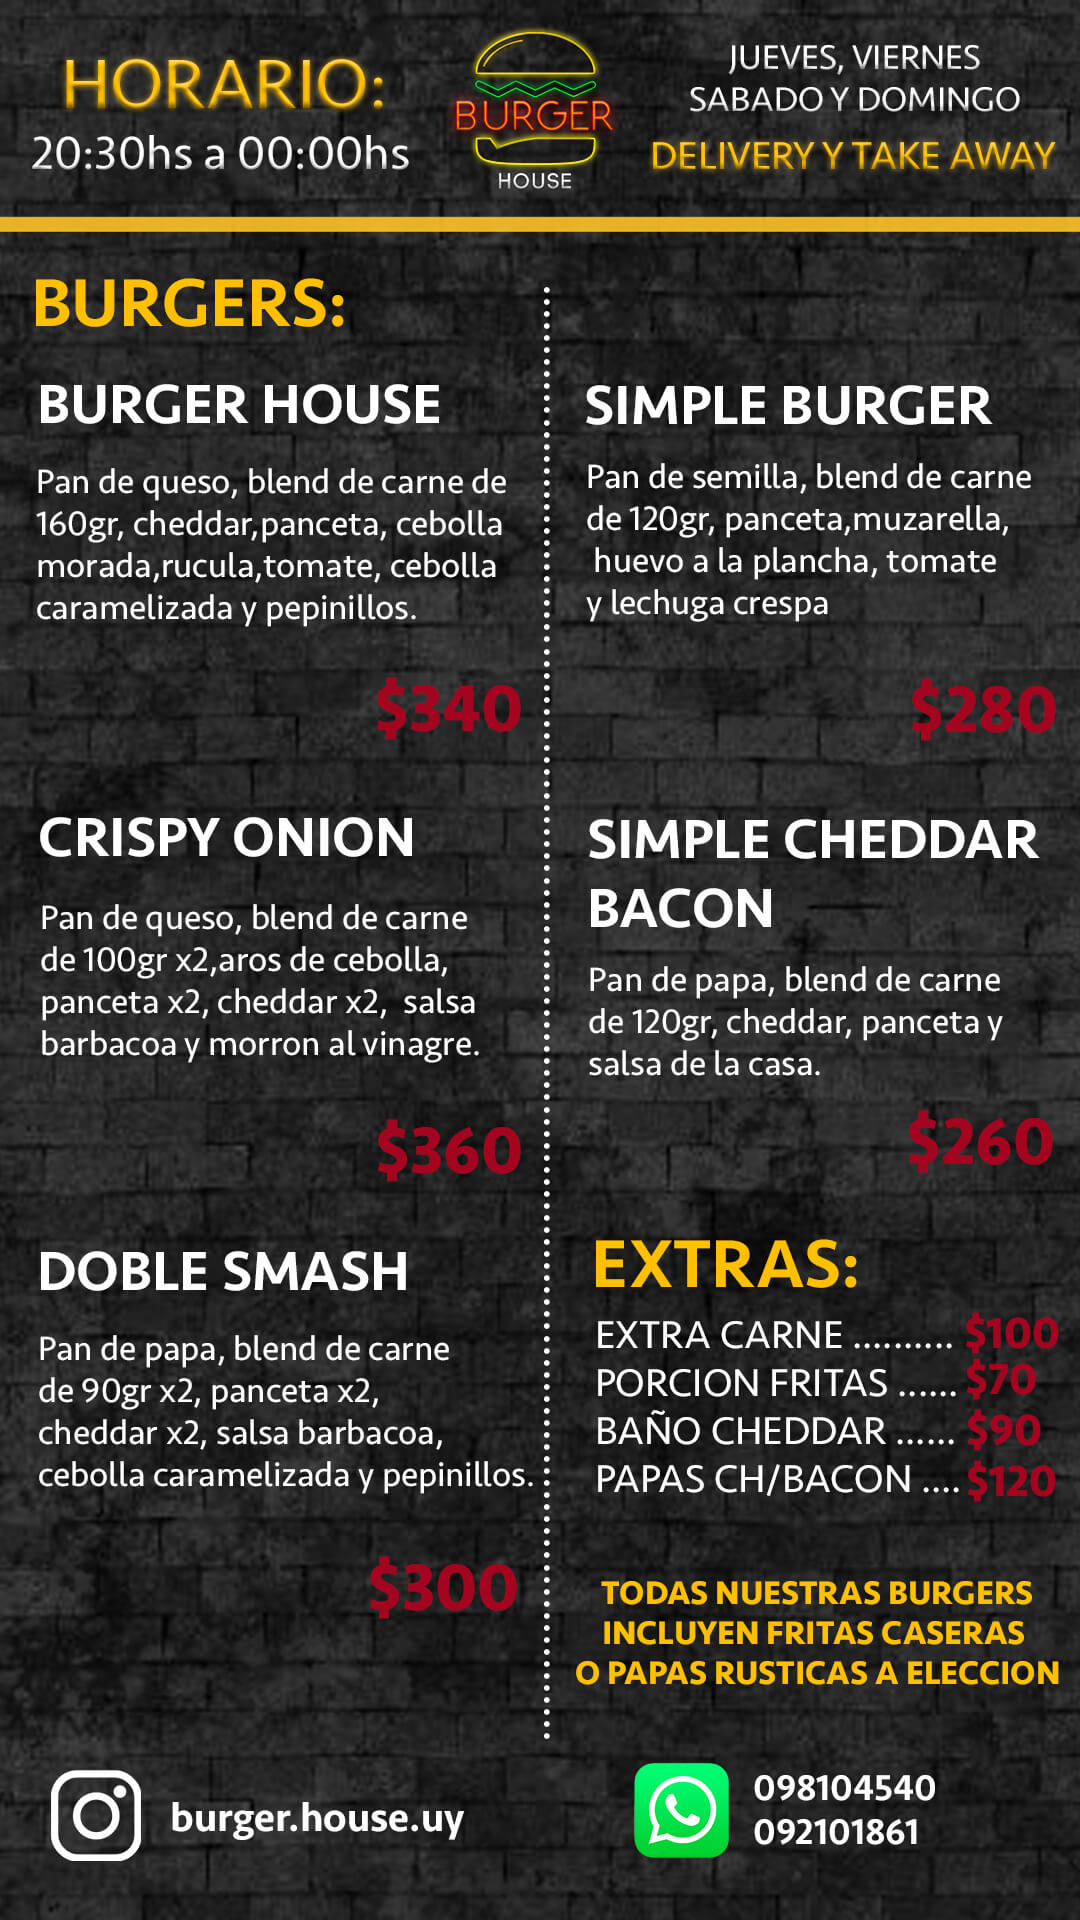 HORARIO:
20:30hs a 00:00hs
BURGER
HOUSE
JUEVES, VIERNES
SABADO Y DOMINGO
DELIVERY Y TAKE AWAY
BURGERS:
BURGER HOUSE
Pan de queso, blend de carne de
160gr, cheddar,panceta, cebolla
morada,rucula,tomate, cebolla
caramelizada y pepinillos.
$340
CRISPY ONION
Pan de queso, blend de carne
de 100gr x2,aros de cebolla,
panceta x2, cheddar x2, salsa
barbacoa y morron al vinagre.
$360
DOBLE SMASH
Pan de papa, blend de carne
de 90gr x2, panceta x2,
cheddar x2, salsa barbacoa,
cebolla caramelizada y pepinillos.
$300
SIMPLE BURGER
Pan de semilla, blend de carne
de 120gr, panceta,muzarella,
huevo a la plancha, tomate
y lechuga crespa
$280
SIMPLE CHEDDAR
BACON
Pan de papa, blend de carne
de 120gr, cheddar, panceta y
salsa de la casa.
$260
EXTRAS:
EXTRA CARNE .......... $100
PORCION FRITAS ...... $70
BAÑO CHEDDAR ...... $90
PAPAS CH/BACON .... $120
TODAS NUESTRAS BURGERS
INCLUYEN FRITAS CASERAS
O PAPAS RUSTICAS A ELECCION
burger.house.uy
098104540
092101861